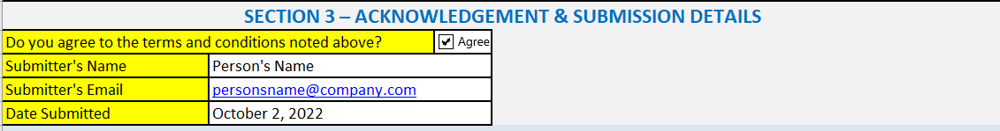 SECTION 3 – ACKNOWLEDGEMENT & SUBMISSION DETAILS
Do you agree to the terms and conditions noted above? Agree
Submitter's Name Person's Name
Submitter's Email personsname@company.com
Date Submitted October 2, 2022